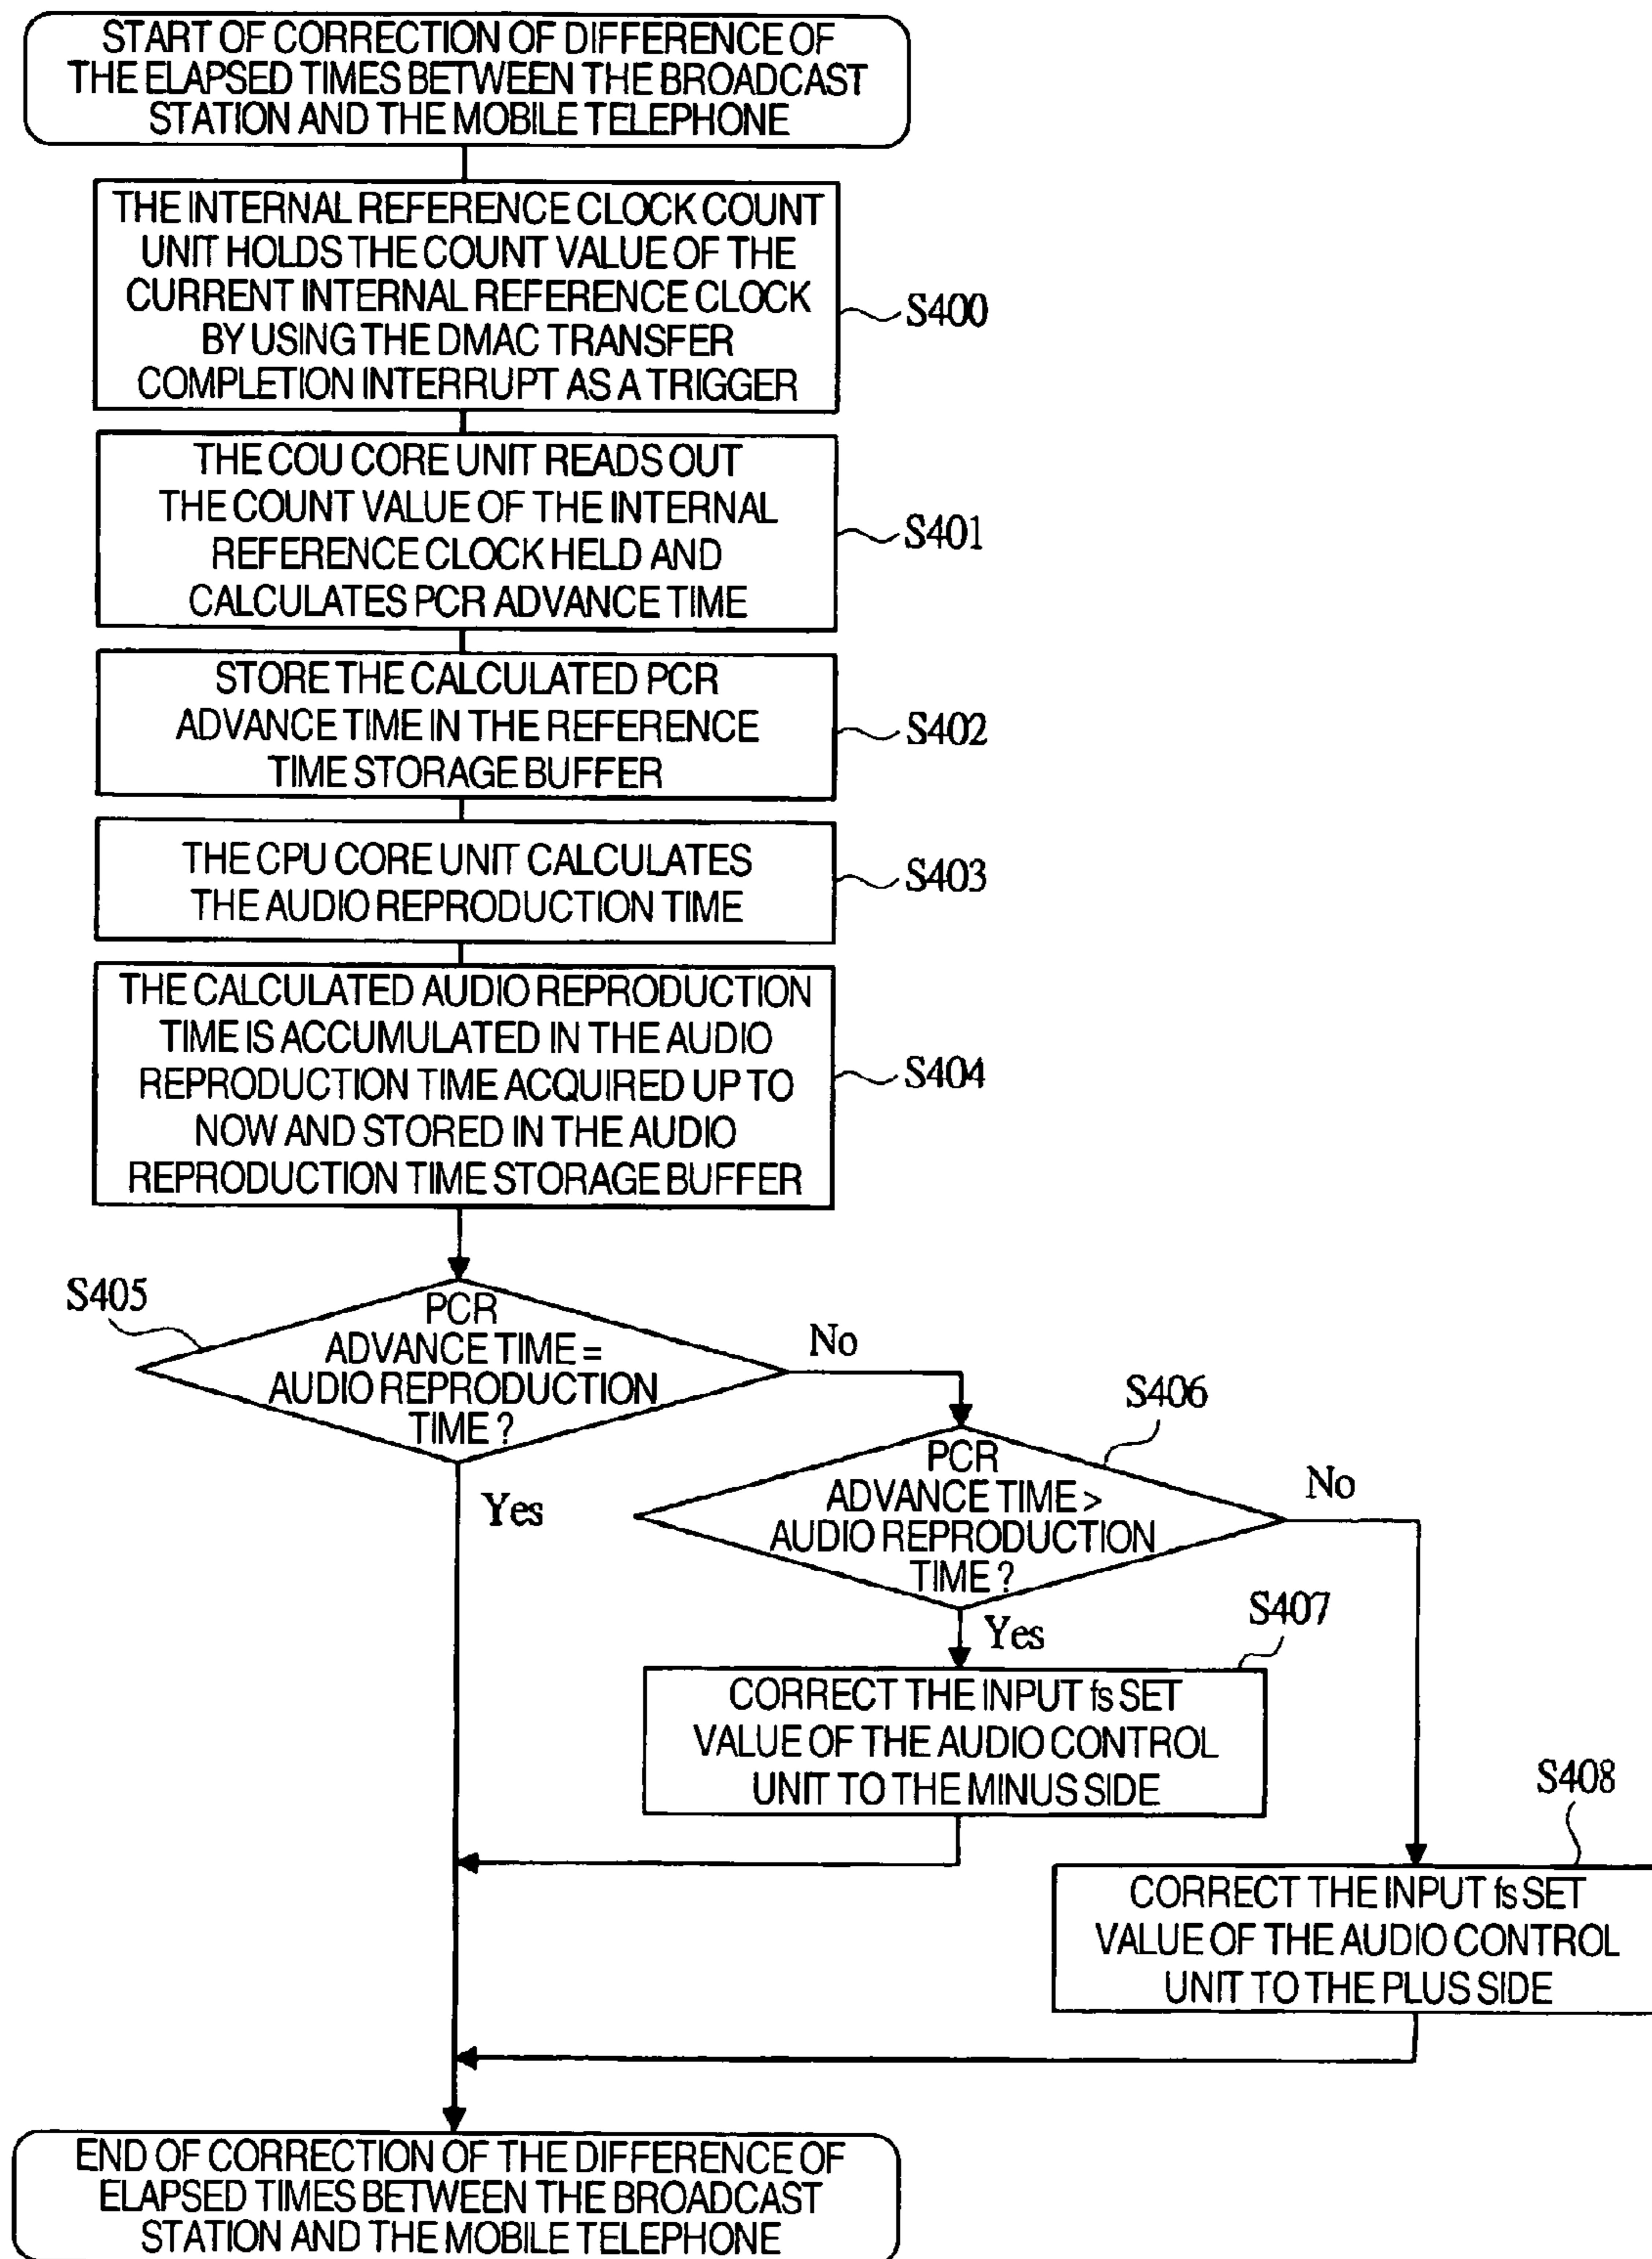 START OF CORRECTION OF DIFFERENCE OF
THE ELAPSED TIMES BETWEEN THE BROADCAST
STATION AND THE MOBILE TELEPHONE
THE INTERNAL REFERENCE CLOCK COUNT
UNIT HOLDS THE COUNT VALUE OF THE
CURRENT INTERNAL REFERENCE CLOCK
BY USING THE DMAC TRANSFER
COMPLETION INTERRUPT AS A TRIGGER
S400
THE COU CORE UNIT READS OUT
THE COUNT VALUE OF THE INTERNAL
REFERENCE CLOCK HELD AND
CALCULATES PCR ADVANCE TIME
S401
STORE THE CALCULATED PCR
ADVANCE TIME IN THE REFERENCE
TIME STORAGE BUFFER
S402
THE CPU CORE UNIT CALCULATES
THE AUDIO REPRODUCTION TIME
S403
THE CALCULATED AUDIO REPRODUCTION
TIME IS ACCUMULATED IN THE AUDIO
REPRODUCTION TIME ACQUIRED UP TO
NOW AND STORED IN THE AUDIO
REPRODUCTION TIME STORAGE BUFFER
S404
S405
PCR
ADVANCE TIME =
AUDIO REPRODUCTION
TIME ?
No
Yes
S406
PCR
ADVANCE TIME >
AUDIO REPRODUCTION
TIME ?
No
Yes
S407
CORRECT THE INPUT fs SET
VALUE OF THE AUDIO CONTROL
UNIT TO THE MINUS SIDE
S408
CORRECT THE INPUT fs SET
VALUE OF THE AUDIO CONTROL
UNIT TO THE PLUS SIDE
END OF CORRECTION OF THE DIFFERENCE OF
ELAPSED TIMES BETWEEN THE BROADCAST
STATION AND THE MOBILE TELEPHONE